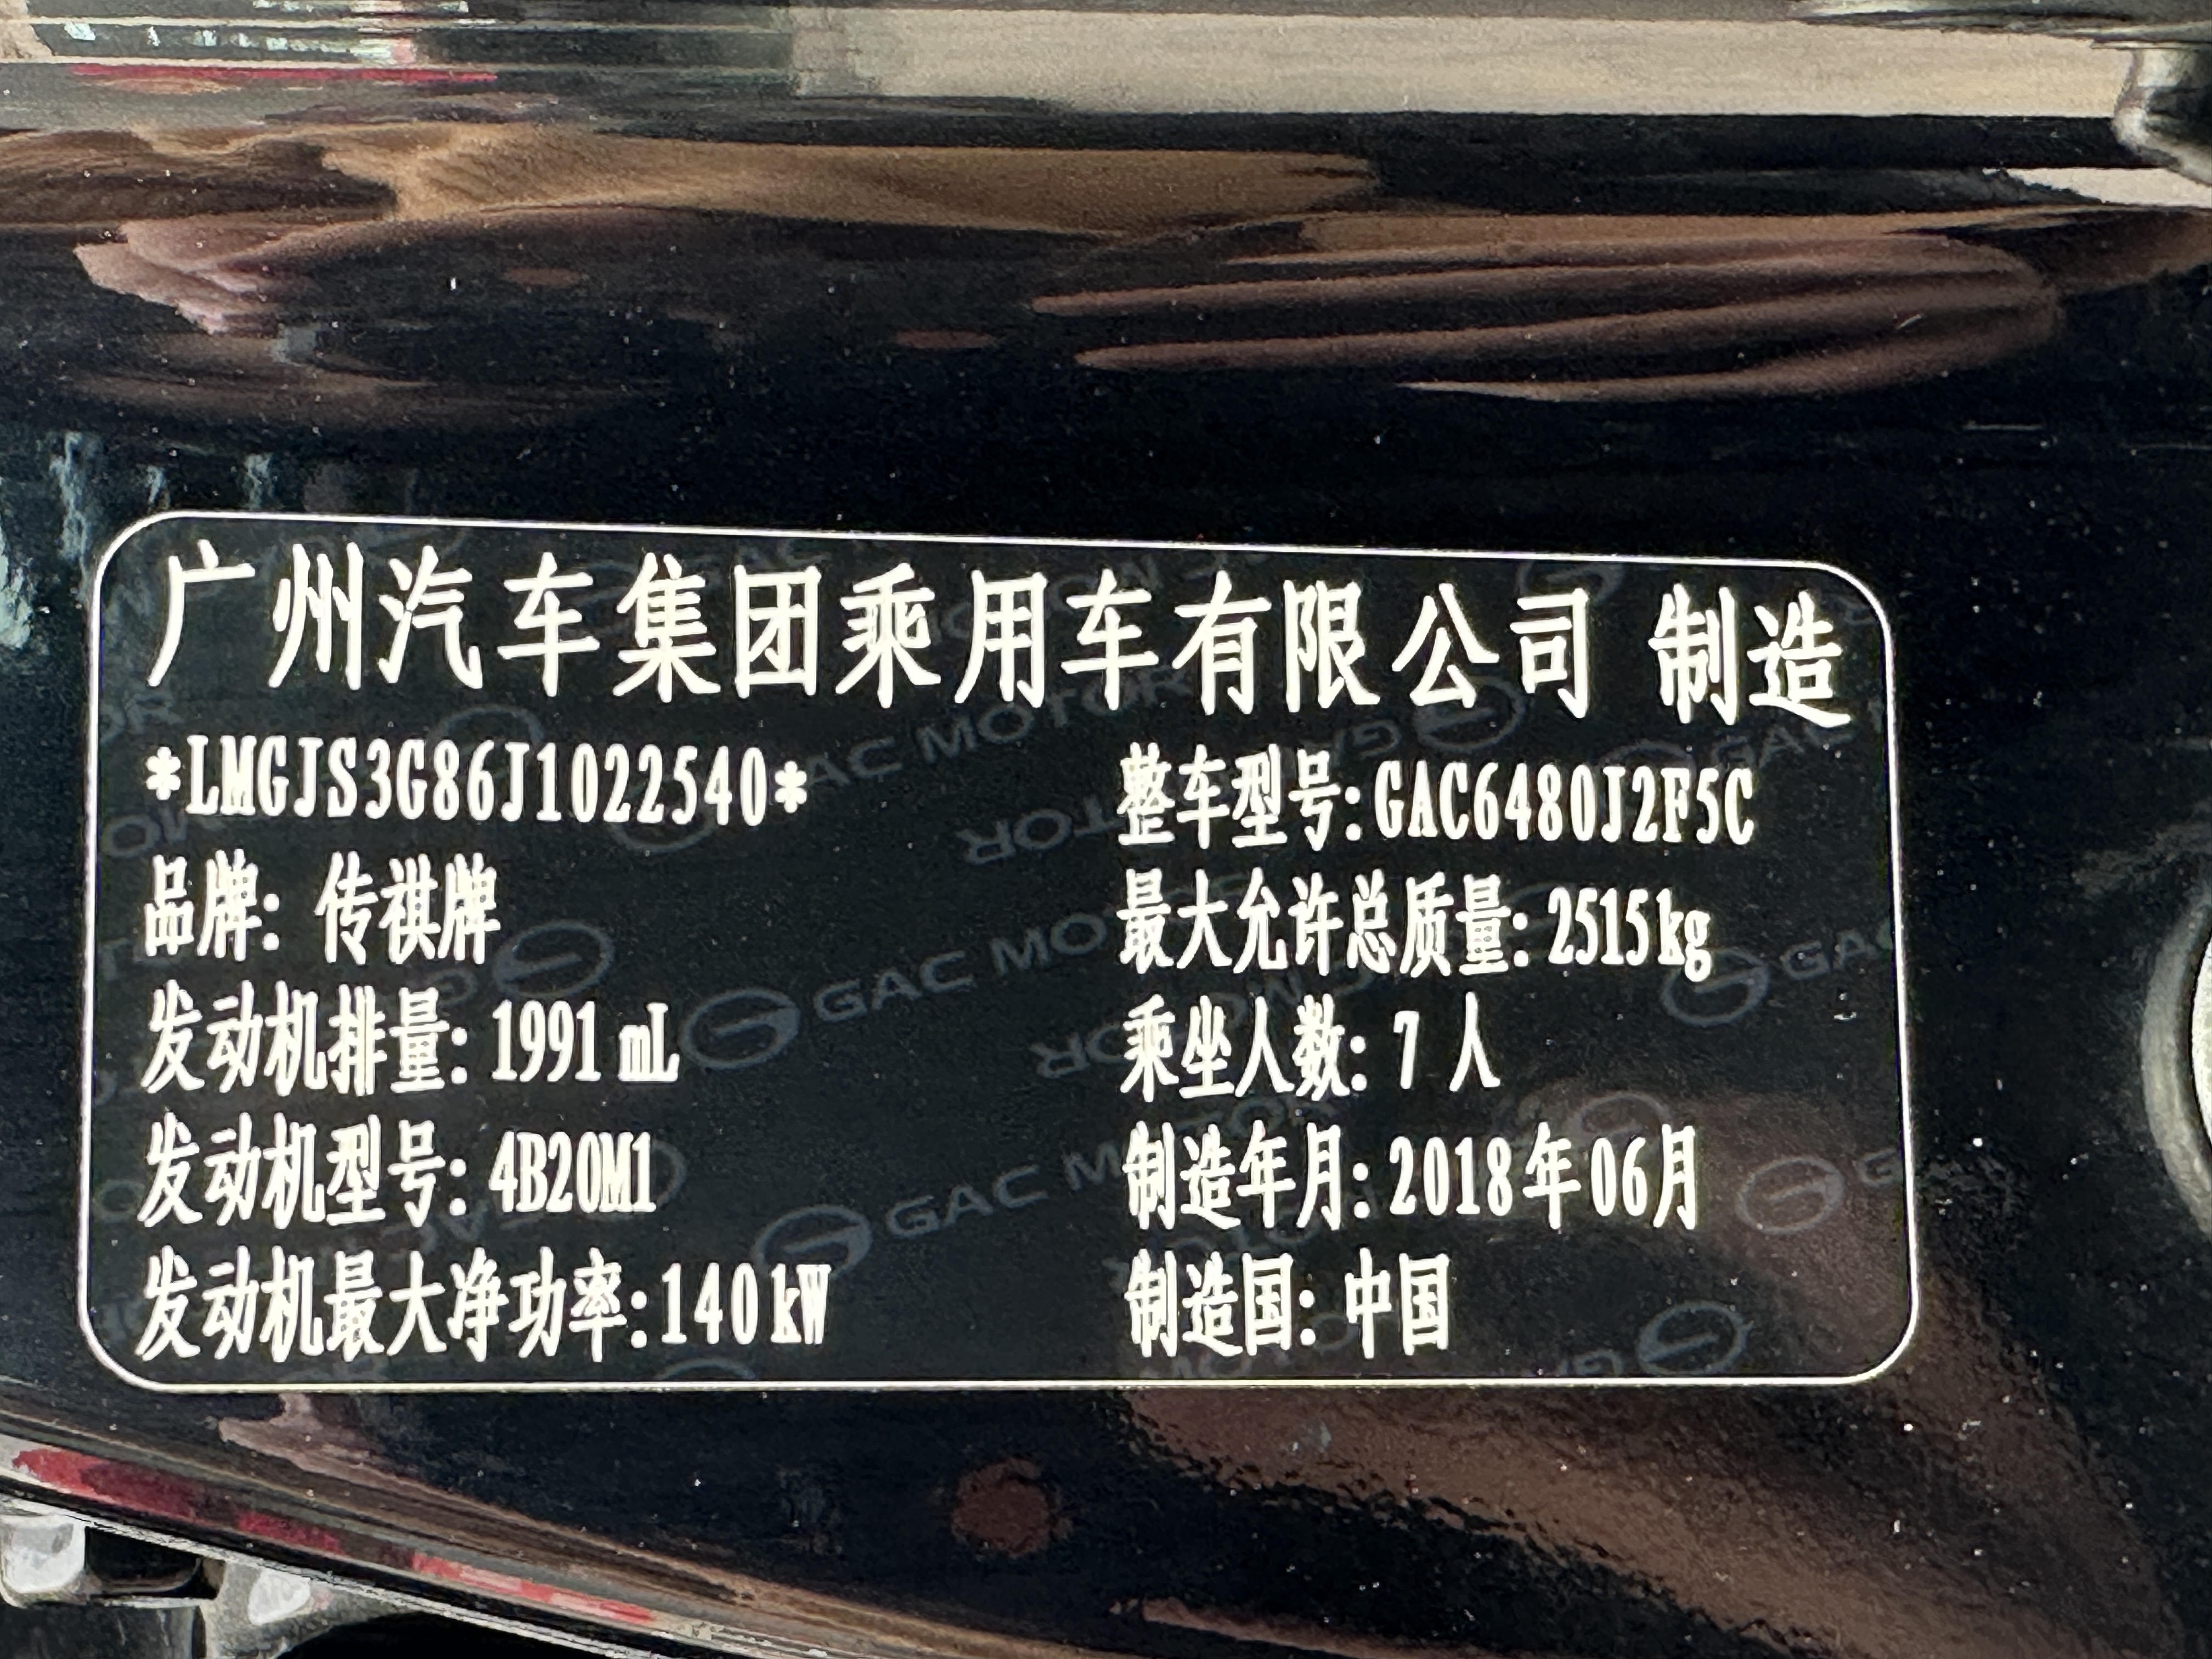 广州汽车集团乘用车有限公司 制造
*LMGJS3G86J1022540*
整车型号:GAC6480J2F5C
品牌: 传祺牌
最大允许总质量: 2515kg
发动机排量: 1991 mL
乘坐人数: 7 人
发动机型号: 4B20M1
制造年月: 2018年06月
发动机最大净功率:140kW
制造国: 中国
GAC MOTOR